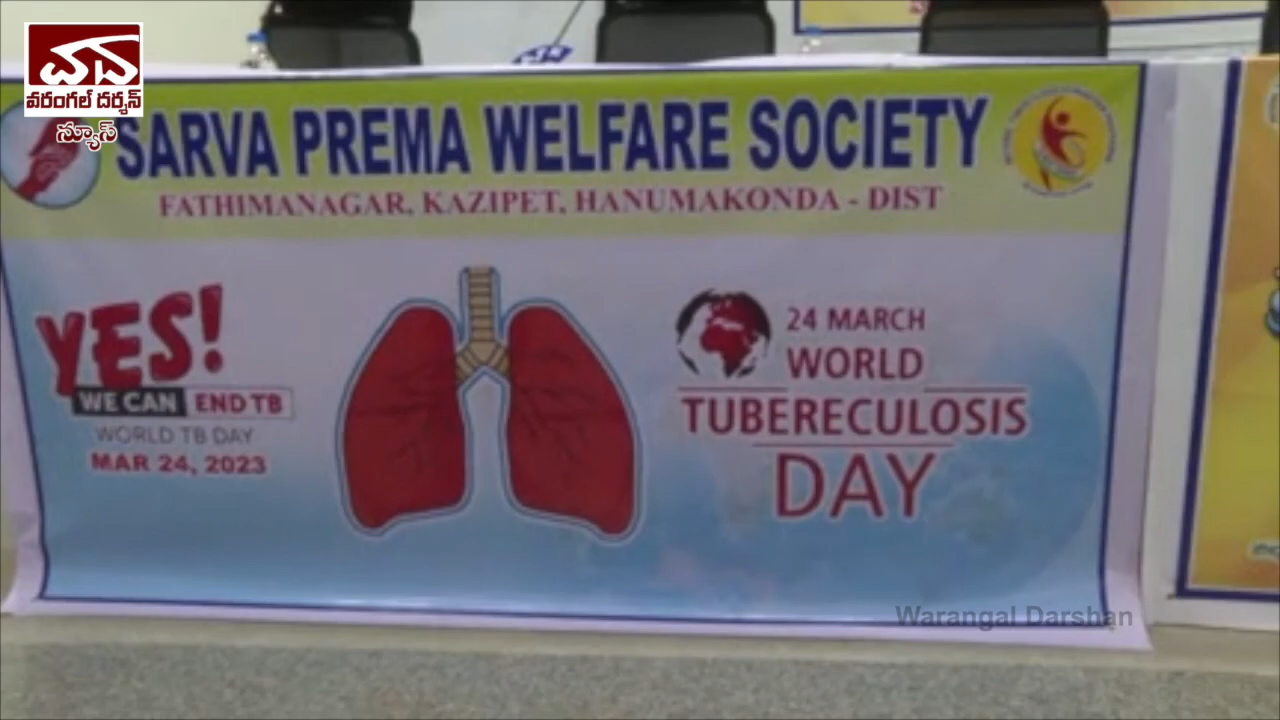 వరంగల్ దర్శన్
న్యూస్
SARVA PREMA WELFARE SOCIETY
FATHIMANAGAR, KAZIPET, HANUMAKONDA - DIST
YES!
WE CAN END TB
WORLD TB DAY
MAR 24, 2023
24 MARCH
WORLD
TUBERECULOSIS
DAY
Warangal Darshan